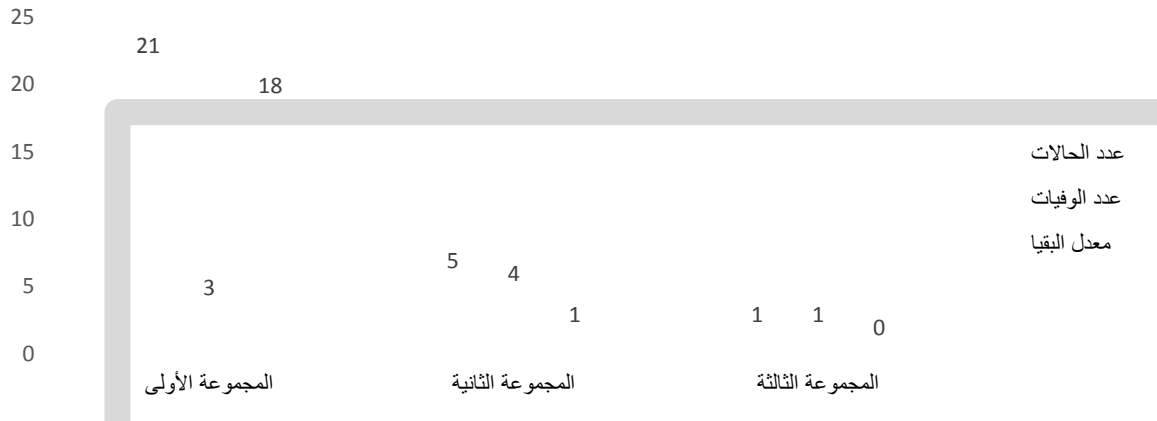 25
21
20
18
15
عدد الحالات
عدد الوفيات
10
معدل البقيا
5
4
5
3
1
1
1
0
0
المجموعة الأولى
المجموعة الثانية
المجموعة الثالثة